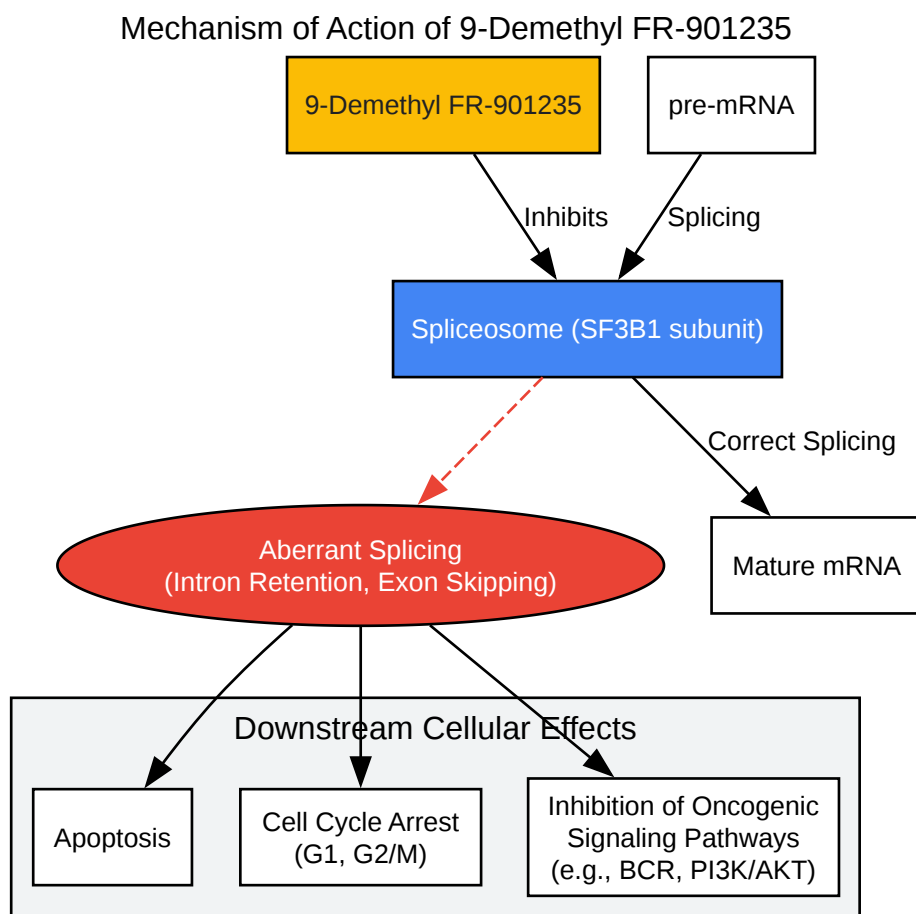 Mechanism of Action of 9-Demethyl FR-901235
9-Demethyl FR-901235
pre-mRNA
Inhibits
Splicing
Spliceosome (SF3B1 subunit)
Correct Splicing
Aberrant Splicing
(Intron Retention, Exon Skipping)
Mature mRNA
Downstream Cellular Effects
Apoptosis
Cell Cycle Arrest
(G1, G2/M)
Inhibition of Oncogenic
Signaling Pathways
(e.g., BCR, PI3K/AKT)